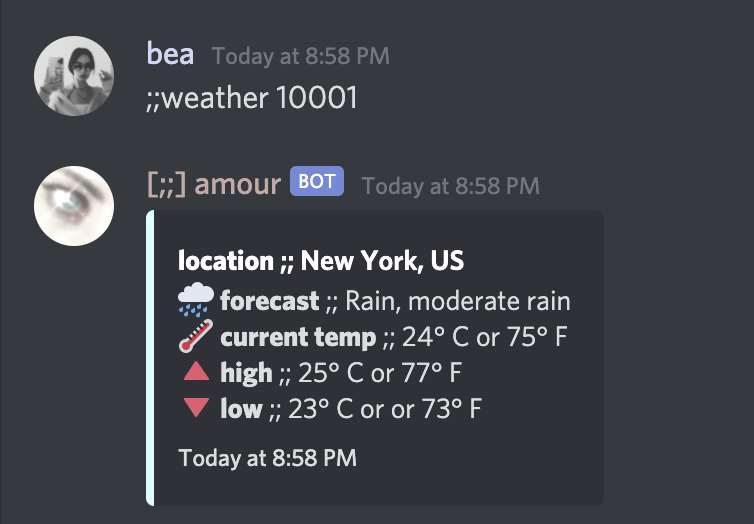 bea Today at 8:58 PM
;;weather 10001
[;;] amour BOT Today at 8:58 PM
location ;; New York, US
forecast ;; Rain, moderate rain
current temp ;; 24° C or 75° F
high ;; 25° C or 77° F
low ;; 23° C or or 73° F
Today at 8:58 PM